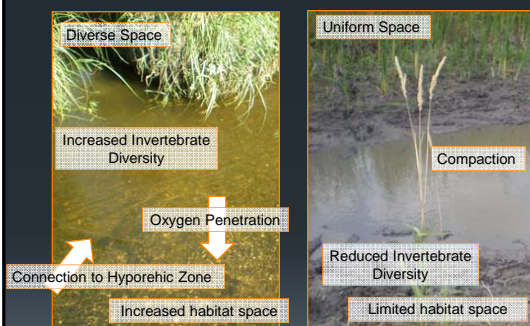 Diverse Space
Increased Invertebrate
Diversity
Oxygen Penetration
Connection to Hyporehic Zone
Increased habitat space
Uniform Space
Compaction
Reduced Invertebrate
Diversity
Limited habitat space